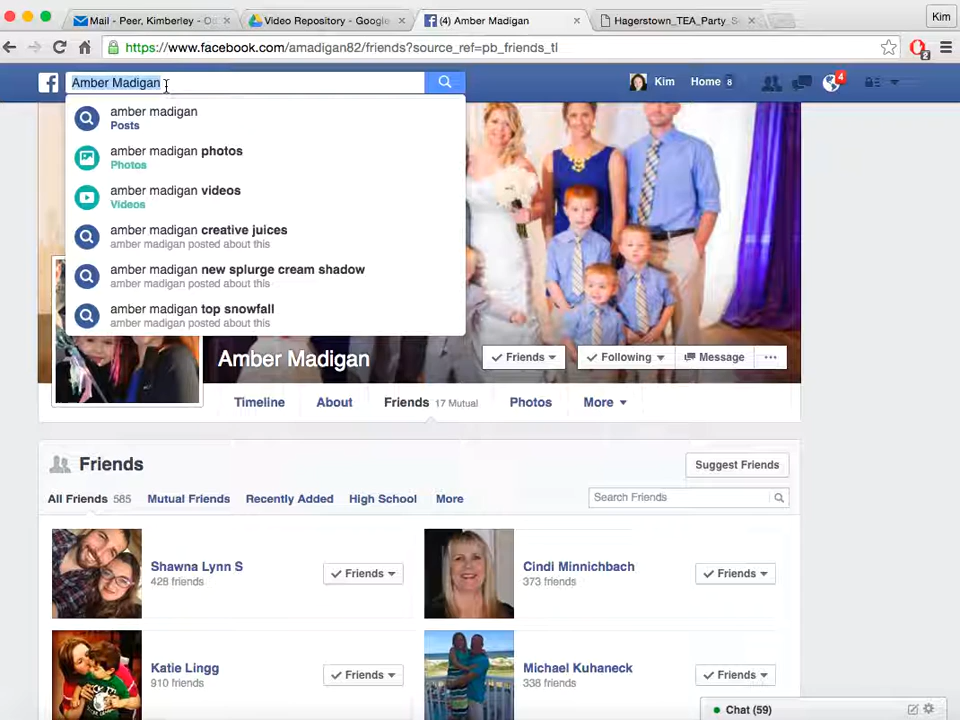 Mail - Peer, Kimberley - O
Video Repository - Google
(4) Amber Madigan
Hagerstown_TEA_Party_S
Kim
https://www.facebook.com/amadigan82/friends?source_ref=pb_friends_tl
2
Amber Madigan
Kim
Home 8
4
amber madigan
Posts
amber madigan photos
Photos
amber madigan videos
Videos
amber madigan creative juices
amber madigan posted about this
amber madigan new splurge cream shadow
amber madigan posted about this
amber madigan top snowfall
amber madigan posted about this
Amber Madigan
Friends
Following
Message
Timeline
About
Friends 17 Mutual
Photos
More
Friends
Suggest Friends
All Friends 585
Mutual Friends
Recently Added
High School
More
Search Friends
Shawna Lynn S
428 friends
Friends
Cindi Minnichbach
373 friends
Friends
Katie Lingg
910 friends
Friends
Michael Kuhaneck
338 friends
Friends
Chat (59)